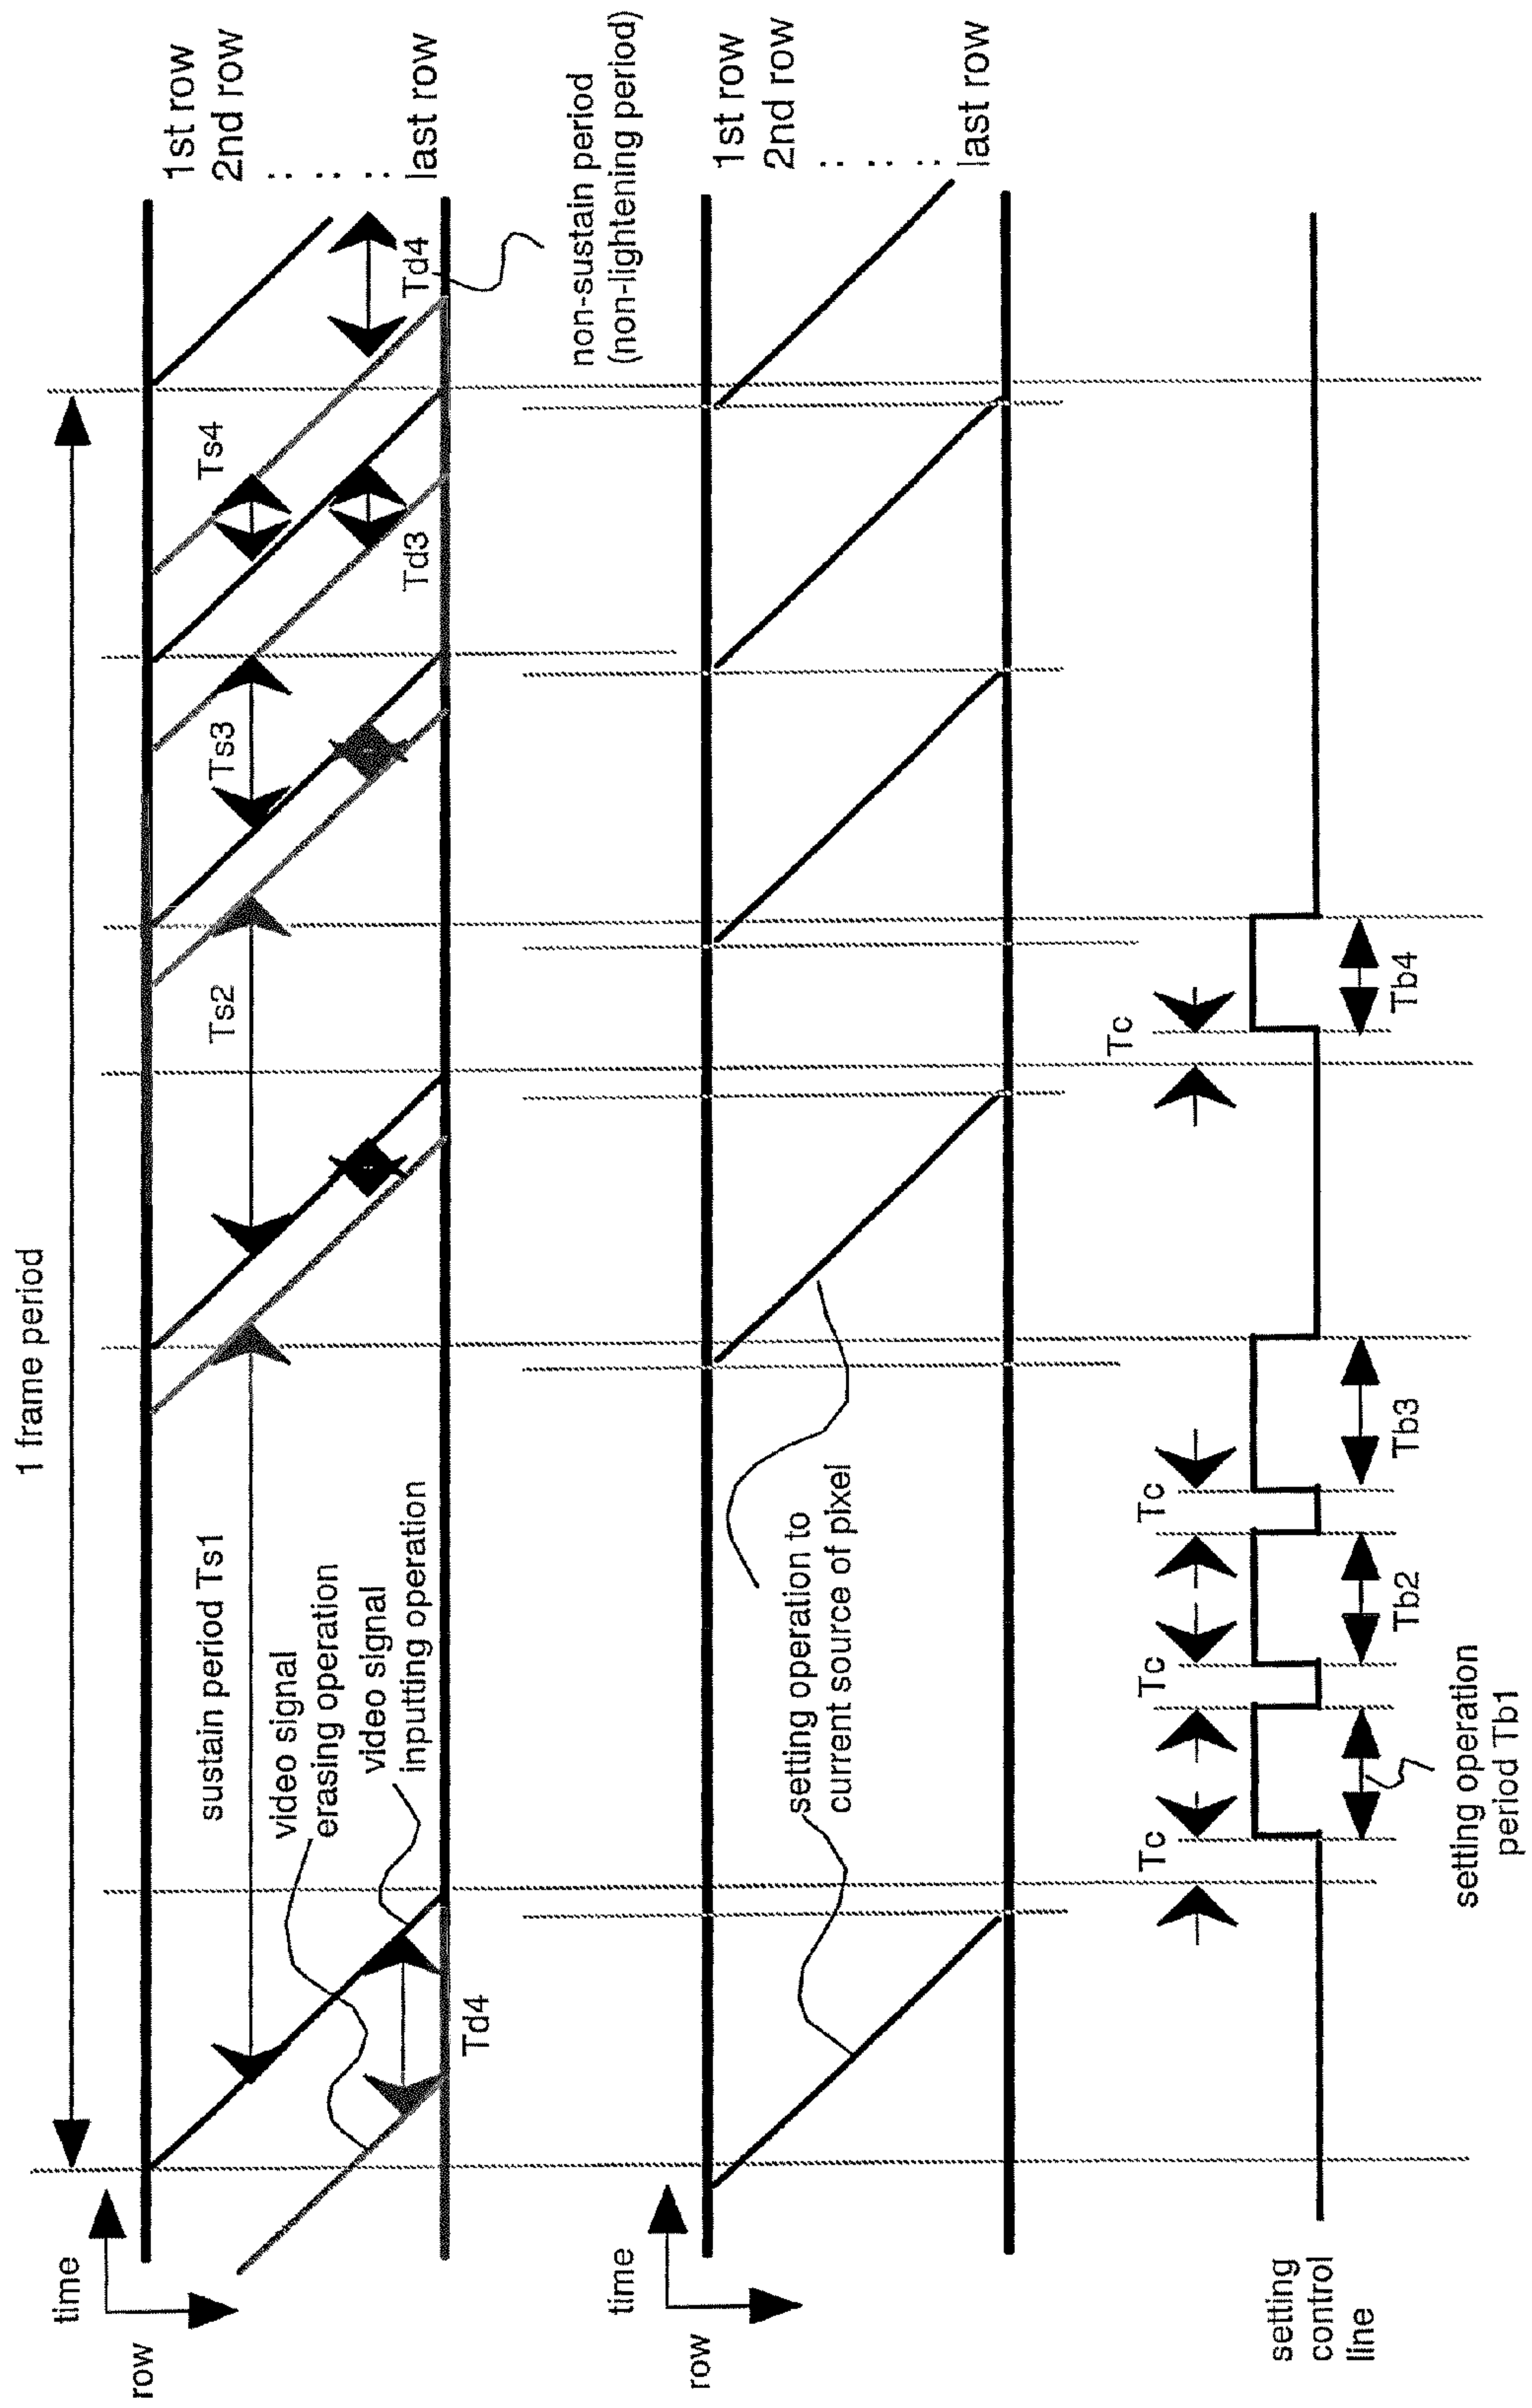 1 frame period
time
row
sustain period Ts1
Ts2
Ts3
Ts4
1st row
2nd row
last row
video signal
erasing operation
video signal
inputting operation
Td4
Td3
Td4
non-sustain period
(non-lightening period)
time
row
setting operation to
current source of pixel
1st row
2nd row
last row
Tc
Tc
Tc
Tc
setting
control
line
Tb2
Tb3
Tb4
setting operation
period Tb1